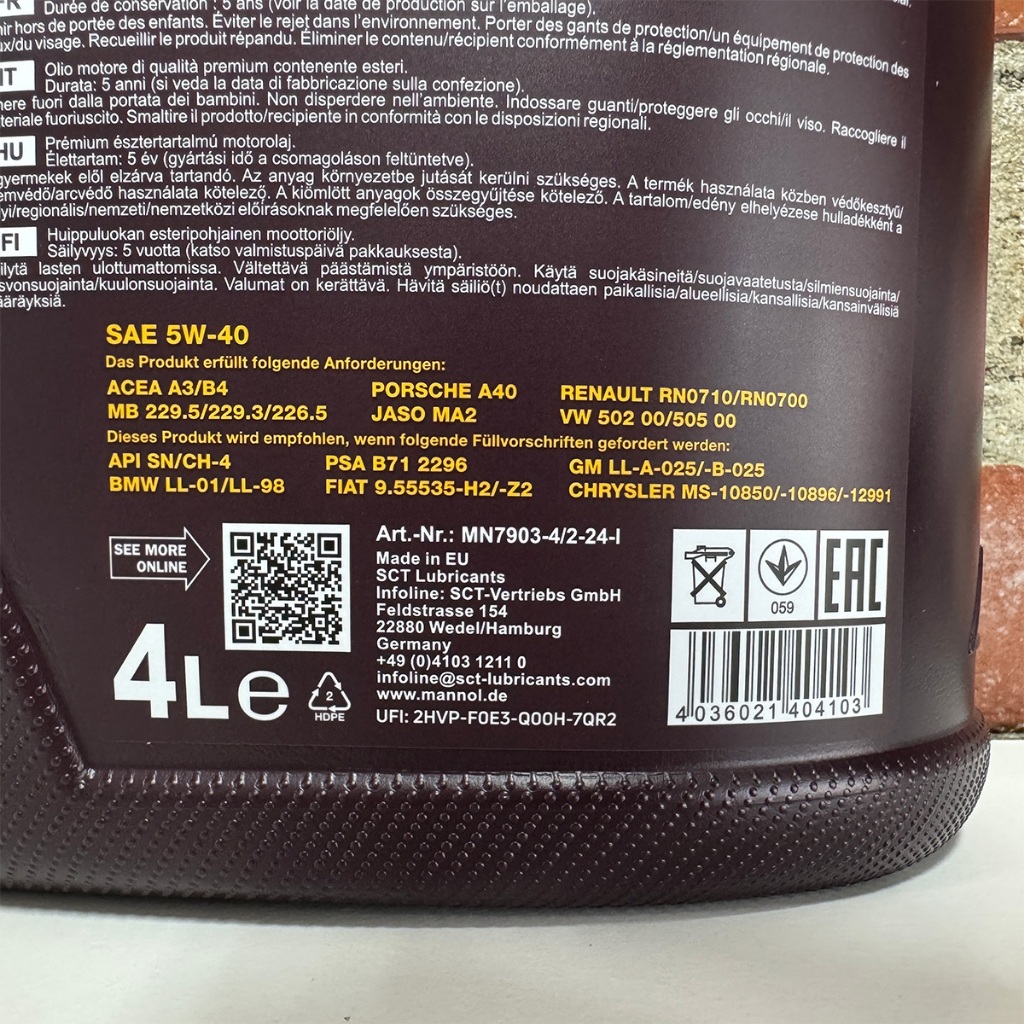 FR Durée de conservation : 5 ans (voir la date de production sur l'emballage).
hors de portée des enfants. Éviter le rejet dans l'environnement. Porter des gants de protection/un équipement de protection des
du visage. Recueillir le produit répandu. Éliminer le contenu/récipient conformément à la réglementation régionale.
IT Olio motore di qualità premium contenente esteri.
Durata: 5 anni (si veda la data di fabbricazione sulla confezione).
fuori dalla portata dei bambini. Non disperdere nell'ambiente. Indossare guanti/proteggere gli occhi/il viso. Raccogliere il
fuoriuscito. Smaltire il prodotto/recipiente in conformità con le disposizioni regionali.
HU Prémium észtertartalmú motorolaj.
Élettartam: 5 év (gyártási idő a csomagoláson feltüntetve).
gyermekek elől elzárva tartandó. Az anyag környezetbe jutását kerülni szükséges. A termék használata közben védőkesztyű/
emvédő/arcvédő használata kötelező. A kiömlött anyagok összegyűjtése kötelező. A tartalom/edény elhelyézese hulladékként a
yi/regionális/nemzeti/nemzetközi előírásoknak megfelelően szükséges.
FI Huippuluokan esteripohjainen moottoriöljy.
Säilyvyys: 5 vuotta (katso valmistuspäivä pakkauksesta).
ilytä lasten ulottumattomissa. Vältettävä päästämistä ympäristöön. Käytä suojakäsineitä/suojavaatetusta/silmiensuojainta/
svonsuojainta/kuulonsuojainta. Valumat on kerättävä. Hävitä säiliö(t) noudattaen paikallisia/alueellisia/kansallisia/kansainvälisiä
ääräyksiä.
SAE 5W-40
Das Produkt erfüllt folgende Anforderungen:
ACEA A3/B4 PORSCHE A40 RENAULT RN0710/RN0700
MB 229.5/229.3/226.5 JASO MA2 VW 502 00/505 00
Dieses Produkt wird empfohlen, wenn folgende Füllvorschriften gefordert werden:
API SN/CH-4 PSA B71 2296 GM LL-A-025/-B-025
BMW LL-01/LL-98 FIAT 9.55535-H2/-Z2 CHRYSLER MS-10850/-10896/-12991
SEE MORE
ONLINE
Art.-Nr.: MN7903-4/2-24-I
Made in EU
SCT Lubricants
Infoline: SCT-Vertriebs GmbH
Feldstrasse 154
22880 Wedel/Hamburg
Germany
+49 (0)4103 1211 0
infoline@sct-lubricants.com
www.mannol.de
UFI: 2HVP-F0E3-Q00H-7QR2
4L e
2
HDPE
059
EAC
4 036021 404103